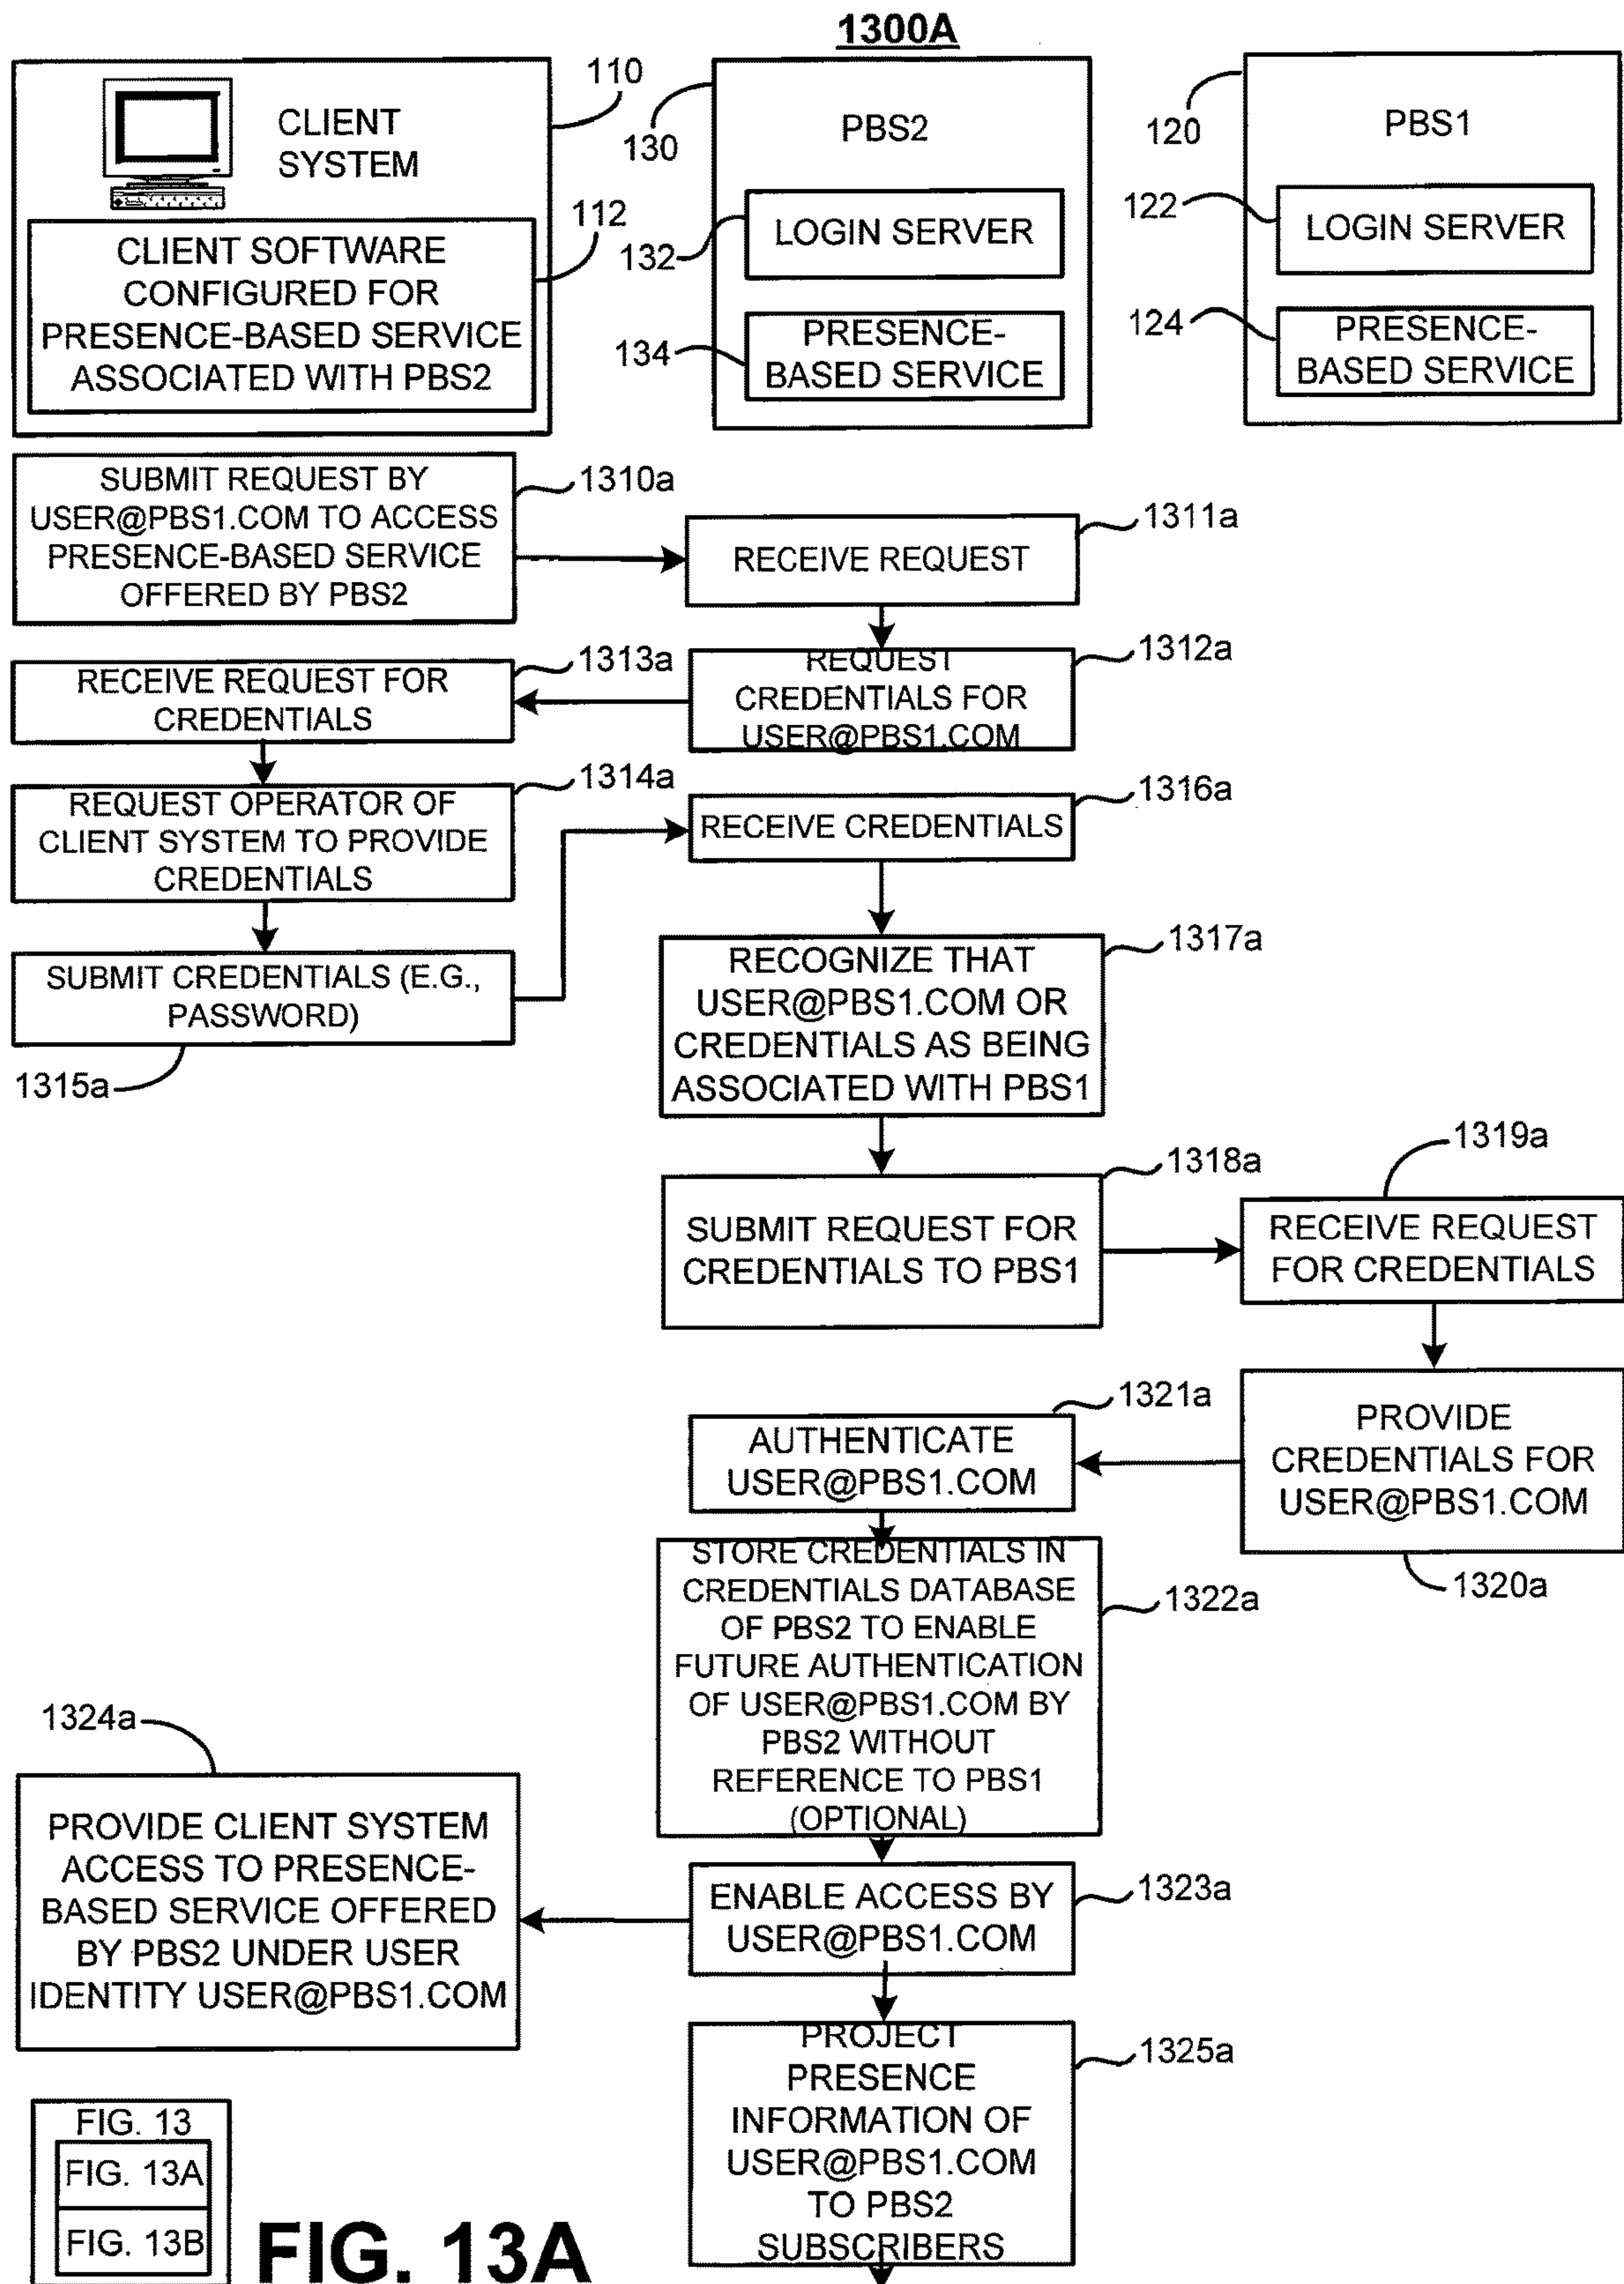 1300A
CLIENT
SYSTEM
110
CLIENT SOFTWARE
CONFIGURED FOR
PRESENCE-BASED SERVICE
ASSOCIATED WITH PBS2
112
130
PBS2
132
LOGIN SERVER
134
PRESENCE-
BASED SERVICE
120
PBS1
122
LOGIN SERVER
124
PRESENCE-
BASED SERVICE
SUBMIT REQUEST BY
USER@PBS1.COM TO ACCESS
PRESENCE-BASED SERVICE
OFFERED BY PBS2
1310a
RECEIVE REQUEST
1311a
REQUEST
CREDENTIALS FOR
USER@PBS1.COM
1312a
RECEIVE REQUEST FOR
CREDENTIALS
1313a
REQUEST OPERATOR OF
CLIENT SYSTEM TO PROVIDE
CREDENTIALS
1314a
SUBMIT CREDENTIALS (E.G.,
PASSWORD)
1315a
RECEIVE CREDENTIALS
1316a
RECOGNIZE THAT
USER@PBS1.COM OR
CREDENTIALS AS BEING
ASSOCIATED WITH PBS1
1317a
SUBMIT REQUEST FOR
CREDENTIALS TO PBS1
1318a
1319a
RECEIVE REQUEST
FOR CREDENTIALS
PROVIDE
CREDENTIALS FOR
USER@PBS1.COM
1320a
1321a
AUTHENTICATE
USER@PBS1.COM
STORE CREDENTIALS IN
CREDENTIALS DATABASE
OF PBS2 TO ENABLE
FUTURE AUTHENTICATION
OF USER@PBS1.COM BY
PBS2 WITHOUT
REFERENCE TO PBS1
(OPTIONAL)
1322a
ENABLE ACCESS BY
USER@PBS1.COM
1323a
1324a
PROVIDE CLIENT SYSTEM
ACCESS TO PRESENCE-
BASED SERVICE OFFERED
BY PBS2 UNDER USER
IDENTITY USER@PBS1.COM
PROJECT
PRESENCE
INFORMATION OF
USER@PBS1.COM
TO PBS2
SUBSCRIBERS
1325a
FIG. 13
FIG. 13A
FIG. 13B
FIG. 13A